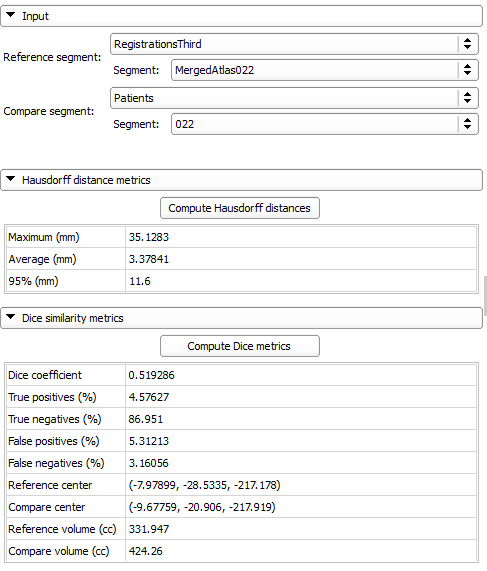 Input
Reference segment:
RegistrationsThird
Segment: MergedAtlas022
Compare segment:
Patients
Segment: 022
Hausdorff distance metrics
Compute Hausdorff distances
Maximum (mm) 35.1283
Average (mm) 3.37841
95% (mm) 11.6
Dice similarity metrics
Compute Dice metrics
Dice coefficient 0.519286
True positives (%) 4.57627
True negatives (%) 86.951
False positives (%) 5.31213
False negatives (%) 3.16056
Reference center (-7.97899, -28.5335, -217.178)
Compare center (-9.67759, -20.906, -217.919)
Reference volume (cc) 331.947
Compare volume (cc) 424.26